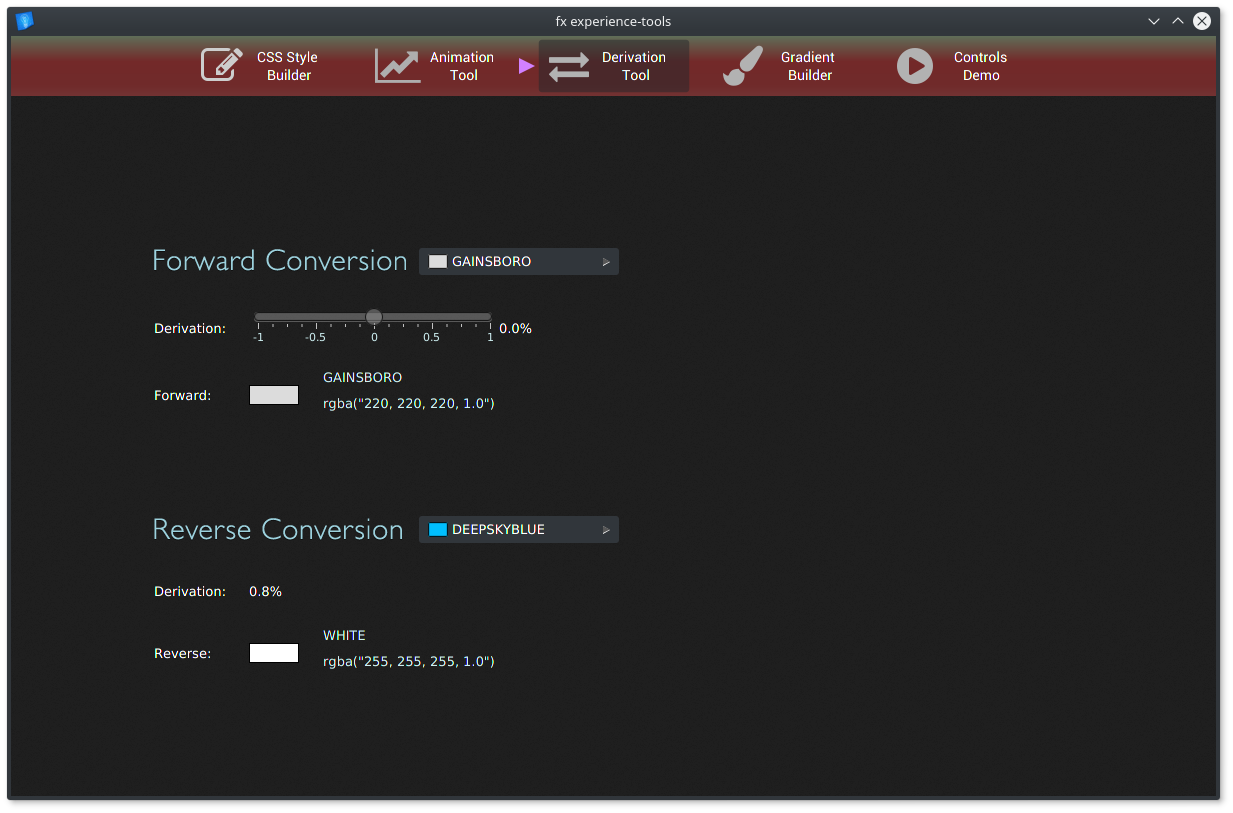 fx experience-tools
CSS Style
Builder
Animation
Tool
Derivation
Tool
Gradient
Builder
Controls
Demo
Forward Conversion
GAINSBORO
Derivation:
-1 -0.5 0 0.5 1
0.0%
Forward:
GAINSBORO
rgba("220, 220, 220, 1.0")
Reverse Conversion
DEEPSKYBLUE
Derivation:
0.8%
Reverse:
WHITE
rgba("255, 255, 255, 1.0")